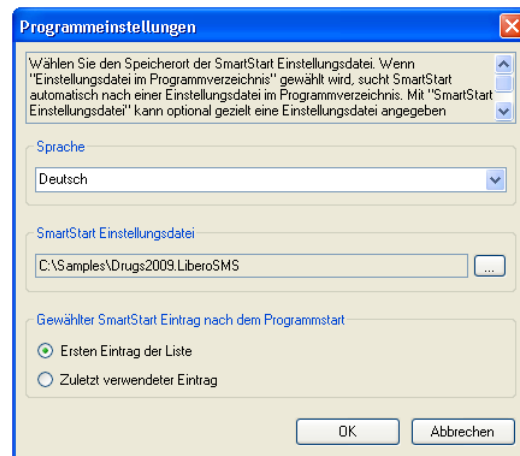 Programmeinstellungen
Wählen Sie den Speicherort der SmartStart Einstellungsdatei. Wenn
"Einstellungsdatei im Programmverzeichnis" gewählt wird, sucht SmartStart
automatisch nach einer Einstellungsdatei im Programmverzeichnis. Mit "SmartStart
Einstellungsdatei" kann optional gezielt eine Einstellungsdatei angegeben
Sprache
Deutsch
SmartStart Einstellungsdatei
C:\Samples\Drugs2009.LiberoSMS
...
Gewählter SmartStart Eintrag nach dem Programmstart
Ersten Eintrag der Liste
Zuletzt verwendeter Eintrag
OK Abbrechen